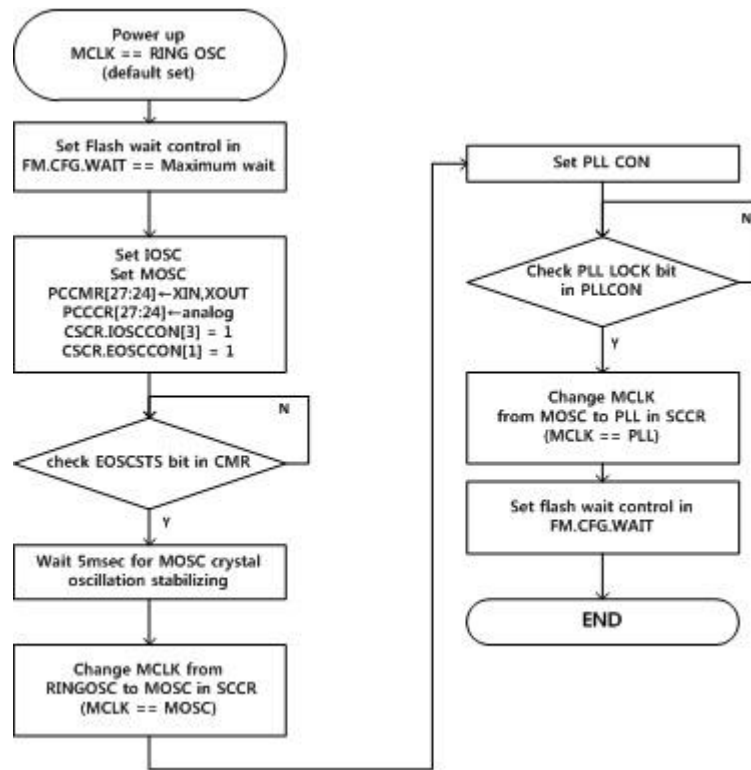 Power up
MCLK == RING OSC
(default set)
Set Flash wait control in
FM.CFG.WAIT == Maximum wait
Set IOSC
Set MOSC
PCCMR[27:24]←XIN,XOUT
PCCCR[27:24]←analog
CSCR.IOSCCON[3] = 1
CSCR.EOSCCON[1] = 1
N
check EOSCSTS bit in CMR
Y
Wait 5msec for MOSC crystal
oscillation stabilizing
Change MCLK from
RINGOSC to MOSC in SCCR
(MCLK == MOSC)
Set PLL CON
N
Check PLL LOCK bit
in PLLCON
Y
Change MCLK
from MOSC to PLL in SCCR
(MCLK == PLL)
Set flash wait control in
FM.CFG.WAIT
END